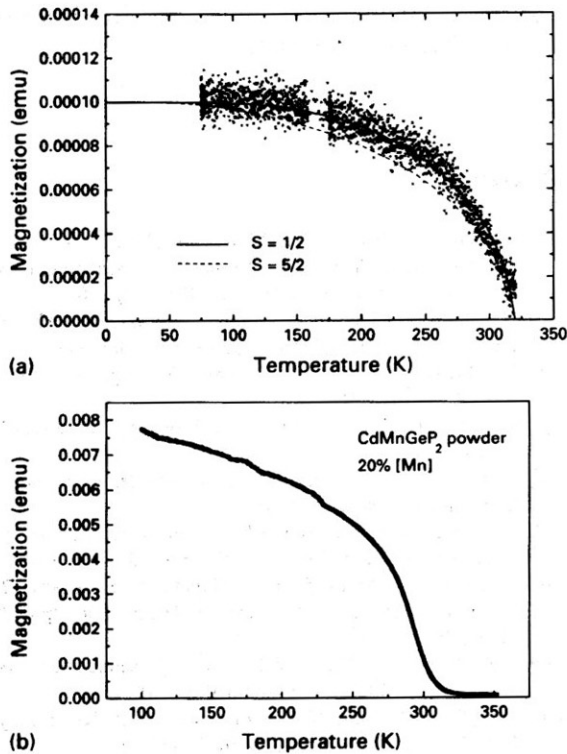 0.00014
0.00012
0.00010
0.00008
0.00006
0.00004
0.00002
0.00000
Magnetization (emu)
S = 1/2
S = 5/2
0 50 100 150 200 250 300 350
Temperature (K)
(a)
0.008
0.007
0.006
0.005
0.004
0.003
0.002
0.001
0.000
Magnetization (emu)
CdMnGeP2 powder
20% [Mn]
100 150 200 250 300 350
Temperature (K)
(b)